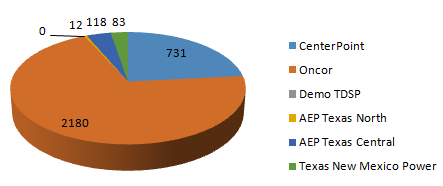 0
12
118
83
731
2180
CenterPoint
Oncor
Demo TDSP
AEP Texas North
AEP Texas Central
Texas New Mexico Power